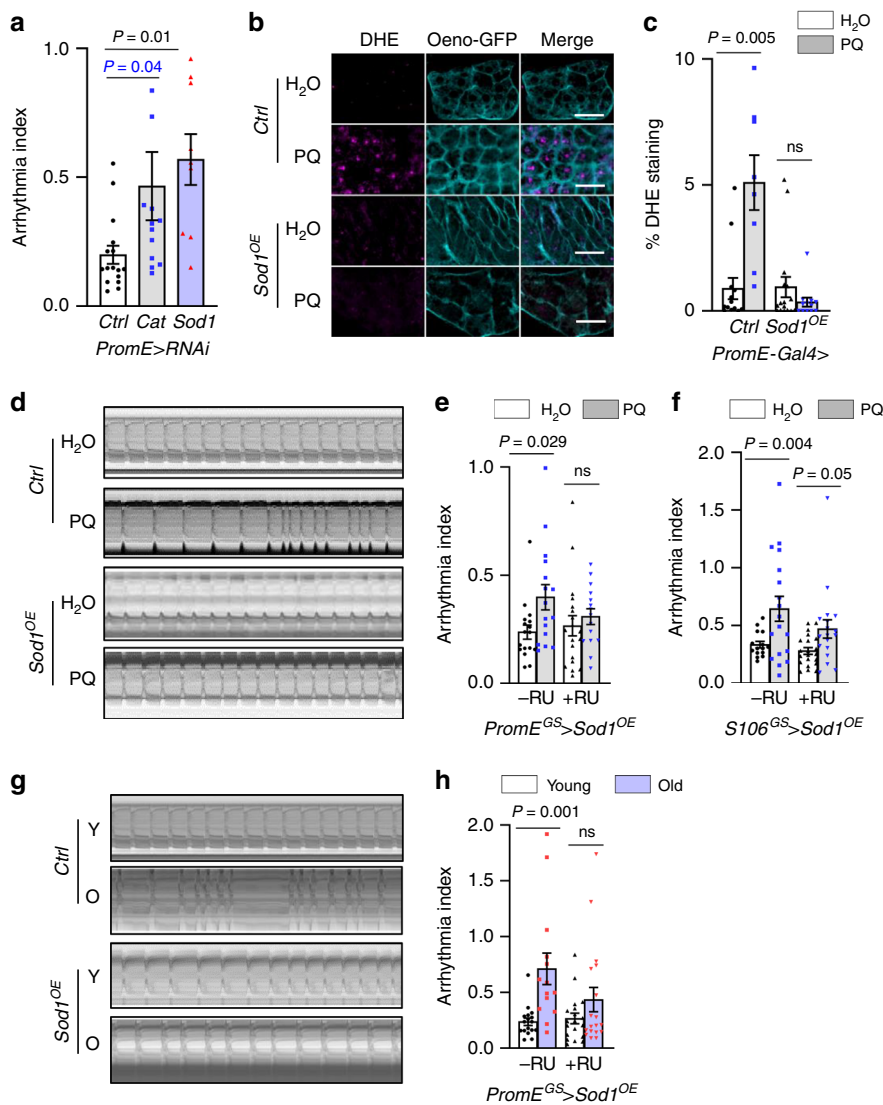 a
1.0
0.5
0.0
Arrhythmia index
P = 0.01
P = 0.04
Ctrl Cat Sod1
PromE>RNAi
b
DHE Oeno-GFP Merge
Ctrl
H₂O
PQ
Sod1ᴼᴱ
H₂O
PQ
c
H₂O
PQ
P = 0.005
ns
10
5
0
% DHE staining
Ctrl Sod1ᴼᴱ
PromE-Gal4>
d
Ctrl
H₂O
PQ
Sod1ᴼᴱ
H₂O
PQ
e
H₂O PQ
P = 0.029
ns
1.0
0.5
0.0
Arrhythmia index
−RU +RU
PromEᴳˢ>Sod1ᴼᴱ
f
H₂O PQ
P = 0.004
P = 0.05
2.0
1.5
1.0
0.5
0.0
Arrhythmia index
−RU +RU
S106ᴳˢ>Sod1ᴼᴱ
g
Ctrl
Y
O
Sod1ᴼᴱ
Y
O
h
Young Old
P = 0.001
ns
2.0
1.5
1.0
0.5
0.0
Arrhythmia index
−RU +RU
PromEᴳˢ>Sod1ᴼᴱ